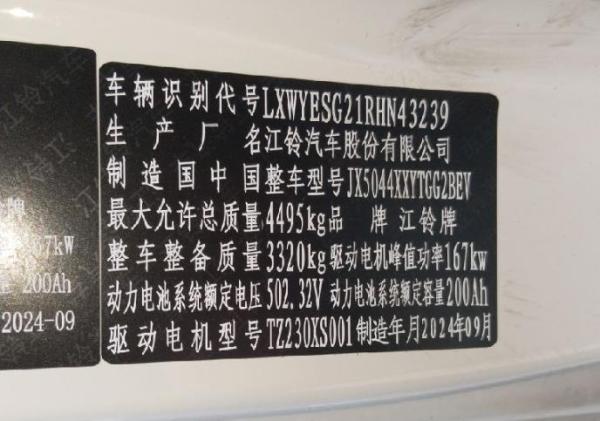 车辆识别代号LXWYESG21RHN43239
生产厂名江铃汽车股份有限公司
制造国中国整车型号JX5044XXYTGG2BEV
最大允许总质量4495kg品牌江铃牌
整车整备质量3320kg驱动电机峰值功率167kw
动力电池系统额定电压502.32V动力电池系统额定容量200Ah
驱动电机型号TZ230XS001制造年月2024年09月
牌
167kW
200Ah
2024-09